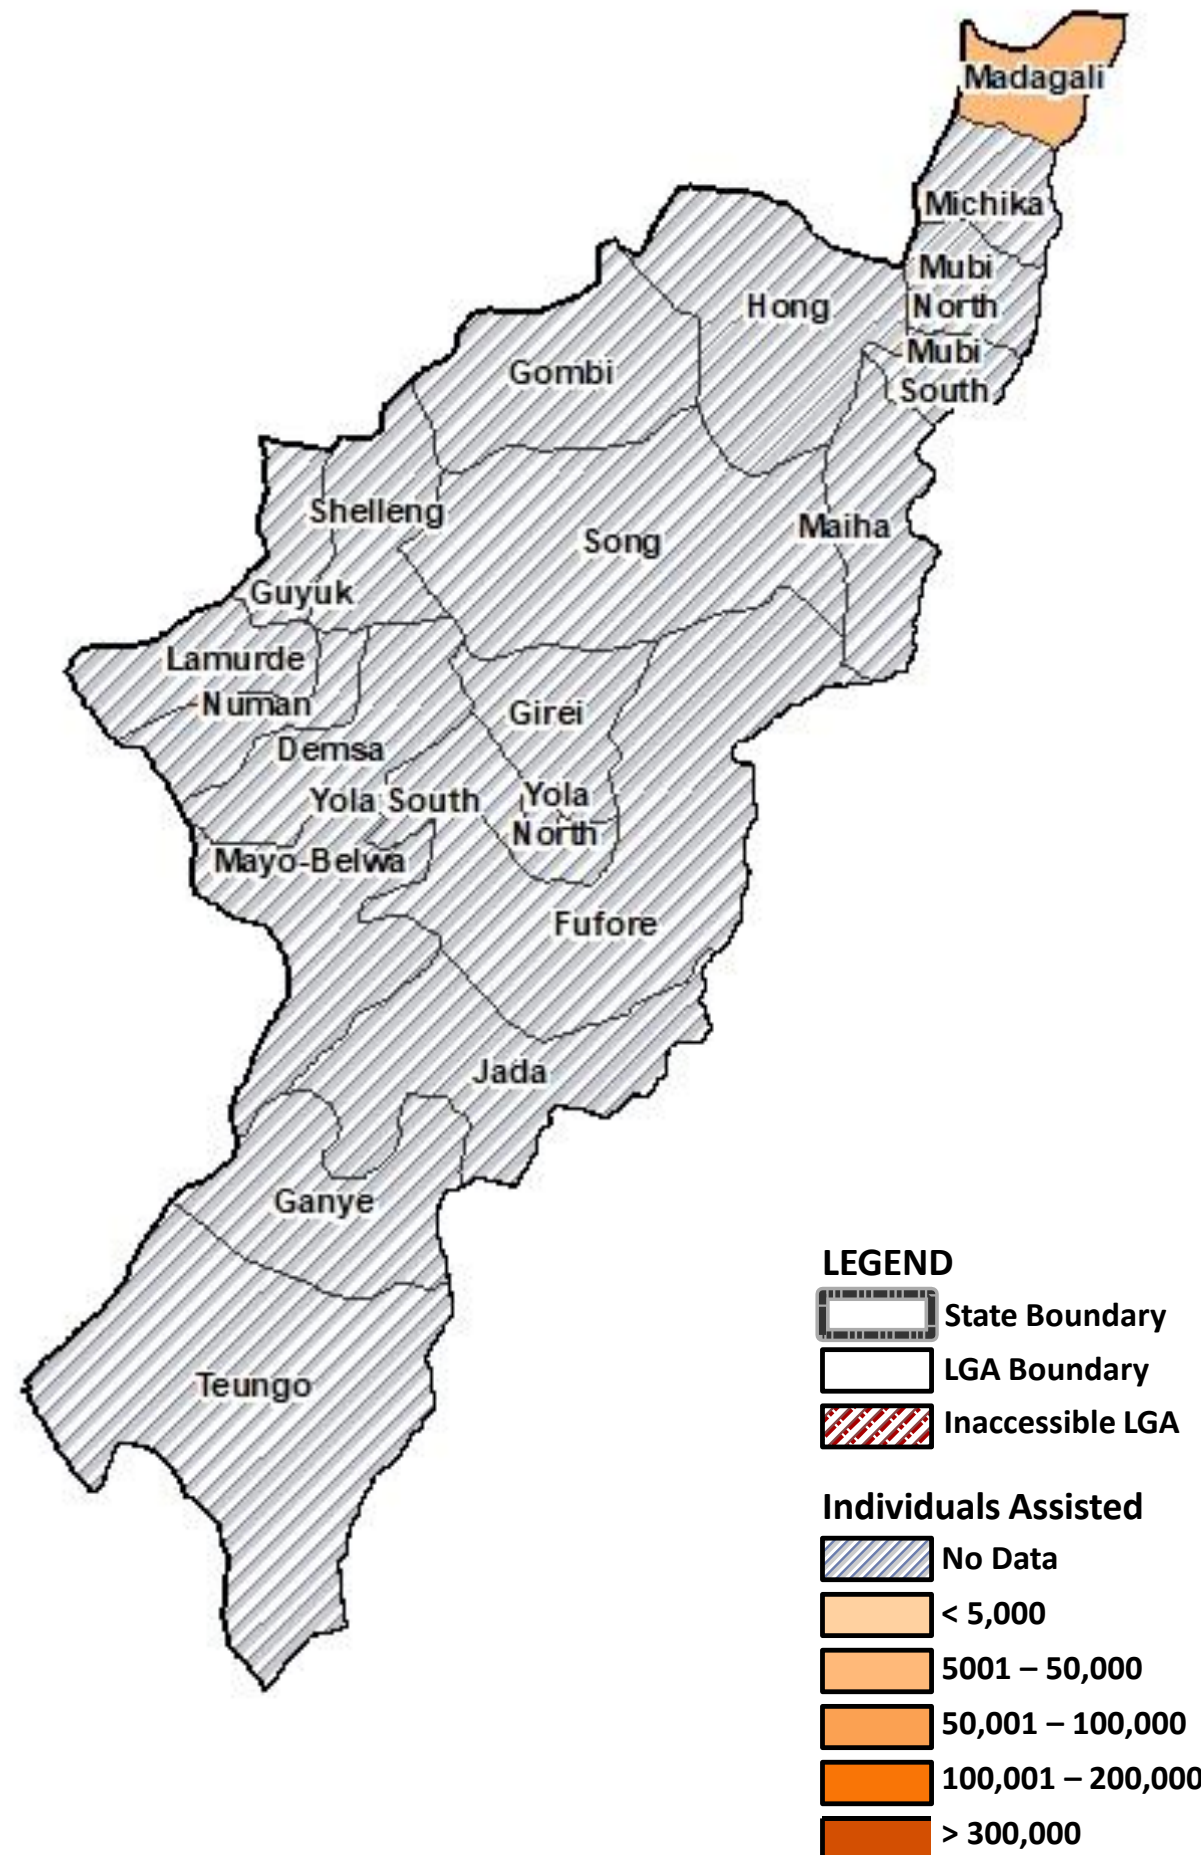 Madagali
Michika
Mubi
North
Hong
Mubi
South
Gombi
Shelleng
Song
Maiha
Guyuk
Lamurde
Numan
Girei
Demsa
Yola South
Yola
North
Mayo-Belwa
Fufore
Jada
Ganye
Teungo
LEGEND
State Boundary
LGA Boundary
Inaccessible LGA
Individuals Assisted
No Data
< 5,000
5001 – 50,000
50,001 – 100,000
100,001 – 200,000
> 300,000